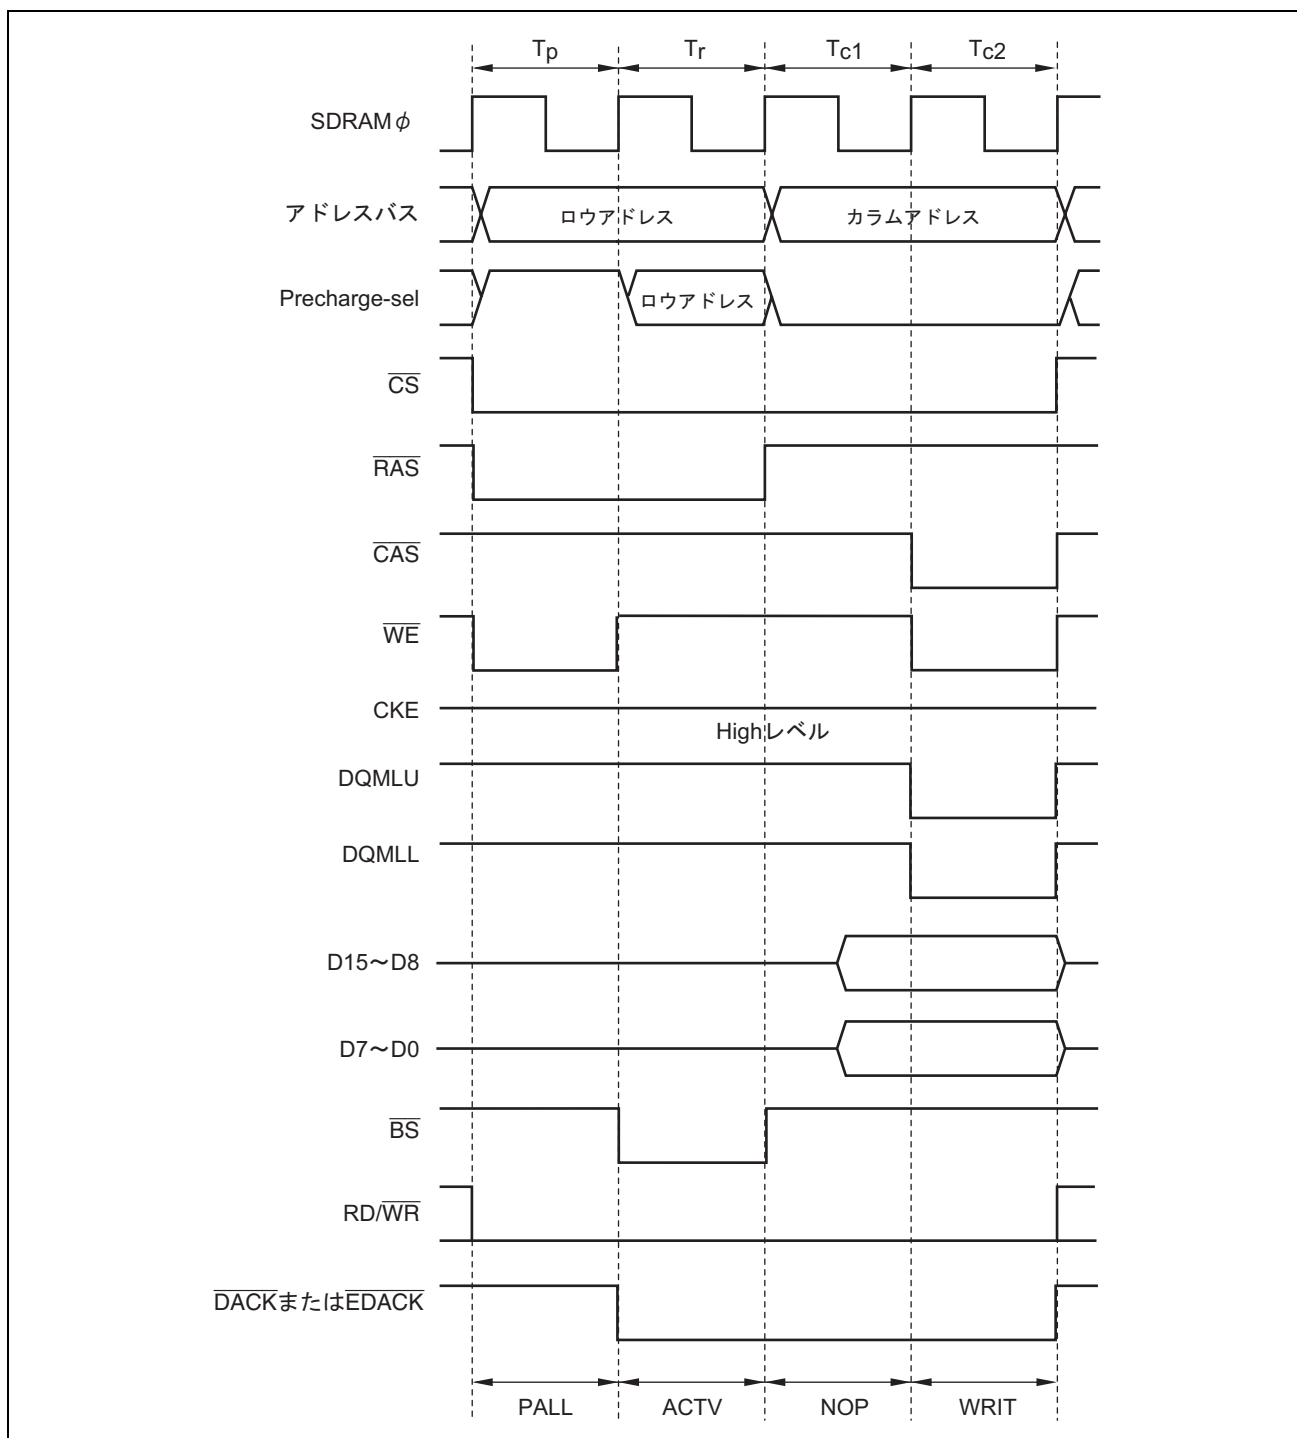 Tp Tr Tc1 Tc2
SDRAMφ
アドレスバス ロウアドレス カラムアドレス
Precharge-sel ロウアドレス
CS
RAS
CAS
WE
CKE
Highレベル
DQMLU
DQMLL
D15～D8
D7～D0
BS
RD/WR
DACKまたはEDACK
PALL ACTV NOP WRIT